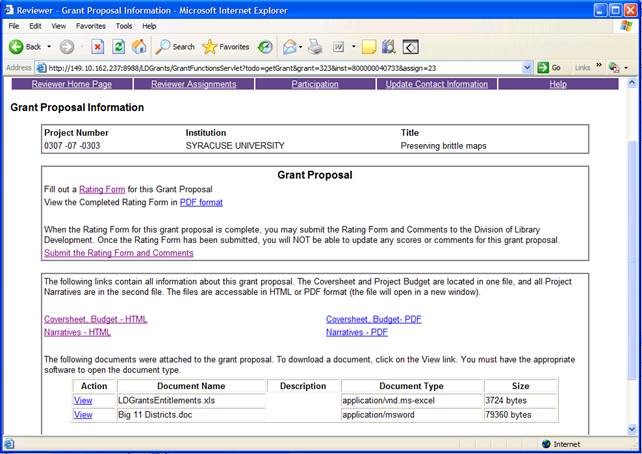 Reviewer - Grant Proposal Information - Microsoft Internet Explorer
File Edit View Favorites Tools Help
Back Search Favorites
Address http://149.10.162.237:9988/LDGrants/GrantFunctionsServlet?todo=getGrant&grant=323&inst=800000040733&assign=23 Go Links »
Reviewer Home Page Reviewer Assignments Participation Update Contact Information Help
Grant Proposal Information
Project Number Institution Title
0307 -07 -0303 SYRACUSE UNIVERSITY Preserving brittle maps
Grant Proposal
Fill out a Rating Form for this Grant Proposal
View the Completed Rating Form in PDF format
When the Rating Form for this grant proposal is complete, you may submit the Rating Form and Comments to the Division of Library
Development. Once the Rating Form has been submitted, you will NOT be able to update any scores or comments for this grant proposal.
Submit the Rating Form and Comments
The following links contain all information about this grant proposal. The Coversheet and Project Budget are located in one file, and all Project
Narratives are in the second file. The files are accessable in HTML or PDF format (the file will open in a new window).
Coversheet, Budget - HTML Coversheet, Budget- PDF
Narratives - HTML Narratives - PDF
The following documents were attached to the grant proposal. To download a document, click on the View link. You must have the appropriate
software to open the document type.
Action Document Name Description Document Type Size
View LDGrantsEntitlements.xls application/vnd.ms-excel 3724 bytes
View Big 11 Districts.doc application/msword 79360 bytes
Internet